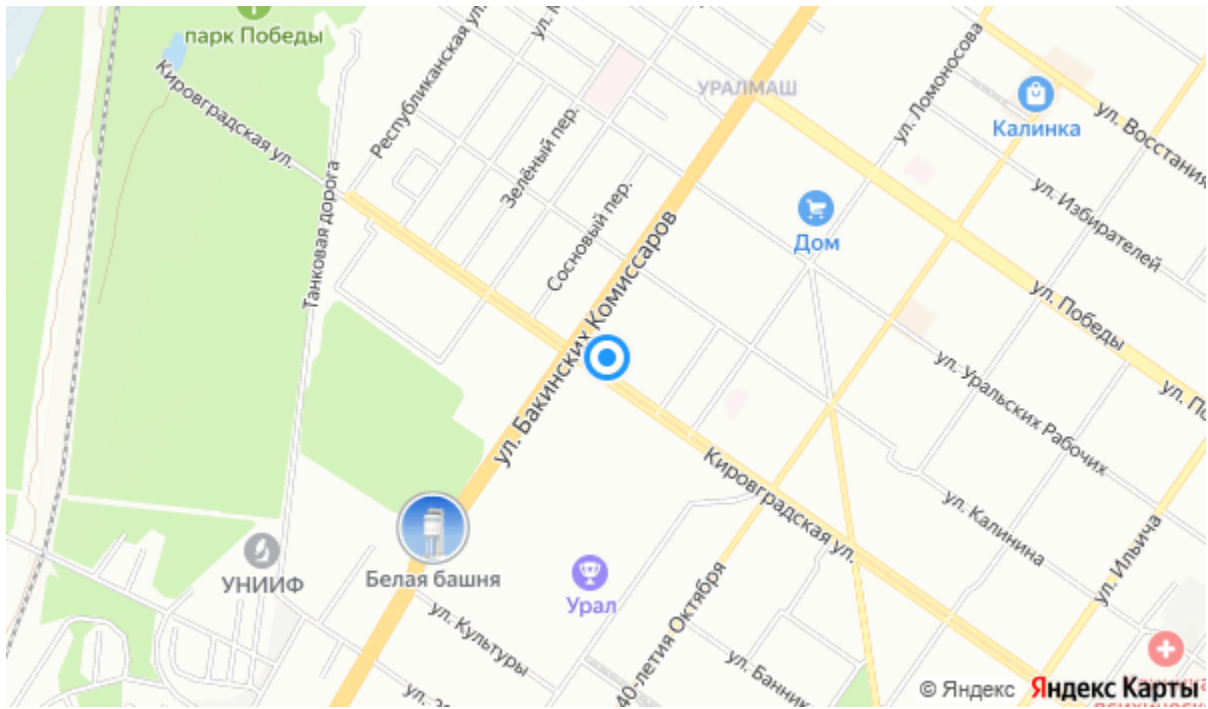 парк Победы
Кировградская ул.
Республиканская ул.
Зелёный пер.
Сосновый пер.
Танковая дорога
УРАЛМАШ
ул. Ломоносова
Калинка
ул. Восстания
ул. Избирателей
Дом
ул. Победы
ул. Бакинских Комиссаров
ул. Уральских Рабочих
Кировградская ул.
ул. Калинина
ул. Ильича
УНИИФ
Белая башня
Урал
ул. Культуры
40-летия Октября
ул.
© Яндекс Яндекс Карты